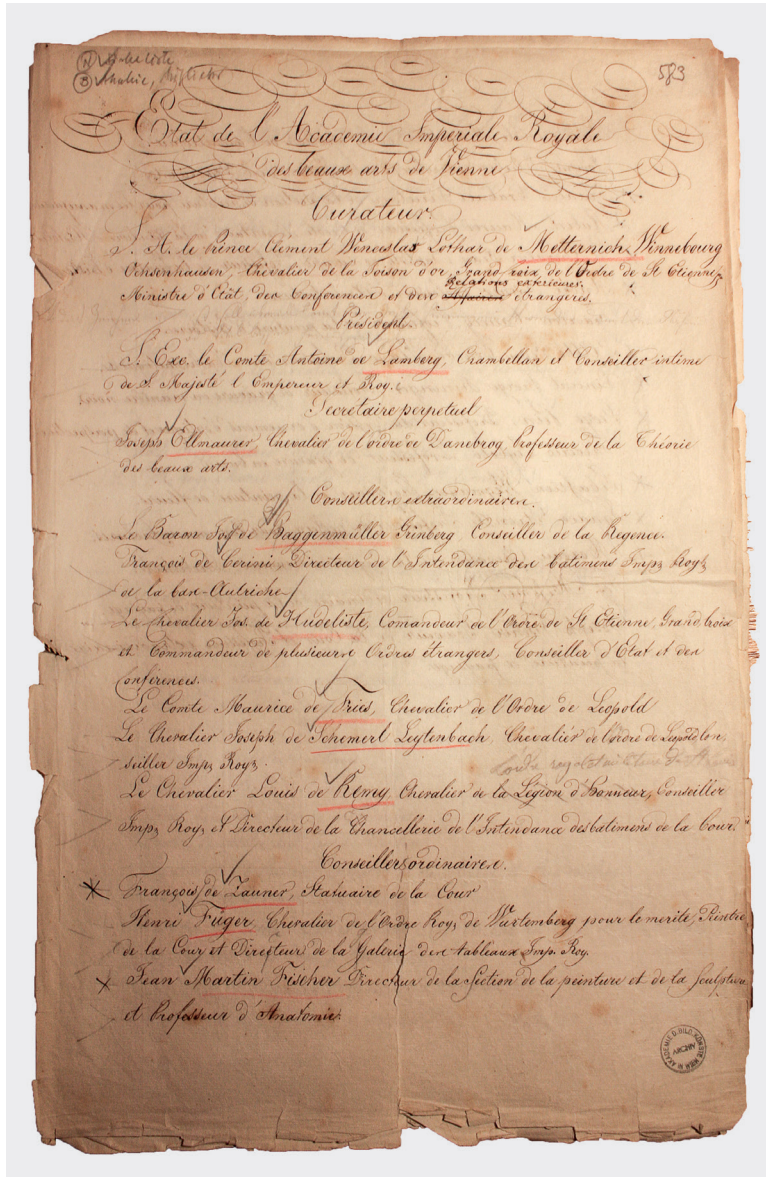 583
Etat de l'Academie Imperiale Royale
des beaux arts de Vienne
Curateur.
S. A. le Prince Clément Wenceslas Lothar de Metternich Winnebourg
Ochsenhausen, Chevalier de la Toison d'or, Grand croix de l'Ordre de St Etienne,
Relations exterieures.
Ministre d'Etat, des Conferences et des Affaires étrangères.
Président.
S. Exc. le Comte Antoine de Lamberg, Chambellan et Conseiller intime
de S. Majesté l'Empereur et Roy.
Secrétaire perpetuel
Joseph Ellmaurer, Chevalier de l'ordre de Danebrog, Professeur de la Théorie
des beaux arts.
Conseillers extraordinaires.
Le Baron Jos. de Haggenmüller Grünberg Conseiller de la Regence.
François de Cerini, Directeur de l'Intendance des batimens Imp. Roy.
de la bas-Autriche
Le Chevalier Jos. de Hudeliste, Comandeur de l'Ordre de St Etienne, Grand croix
et Commandeur de plusieurs Ordres étrangers, Conseiller d'Etat et des
Conférences.
Le Comte Maurice de Fries, Chevalier de l'Ordre de Leopold
Le Chevalier Joseph de Schemerl Leytenbach, Chevalier de l'ordre de Leopold, Con-
seiller Imp. Roy.
Le Chevalier Louis de Remy, Chevalier de la Légion d'Honneur, Conseiller
Imp. Roy. et Directeur de la Chancellerie de l'Intendance des batimens de la Cour.
Conseillers ordinaires.
François de Zauner, Statuaire de la Cour
Henri Füger, Chevalier de l'Ordre Roy. de Wurtemberg pour le merite, Peintre
de la Cour et Directeur de la Galerie des tableaux Imp. Roy.
Jean Martin Fischer Directeur de la section de la peinture et de la sculpture
et Professeur d'Anatomie.
ARCHIV